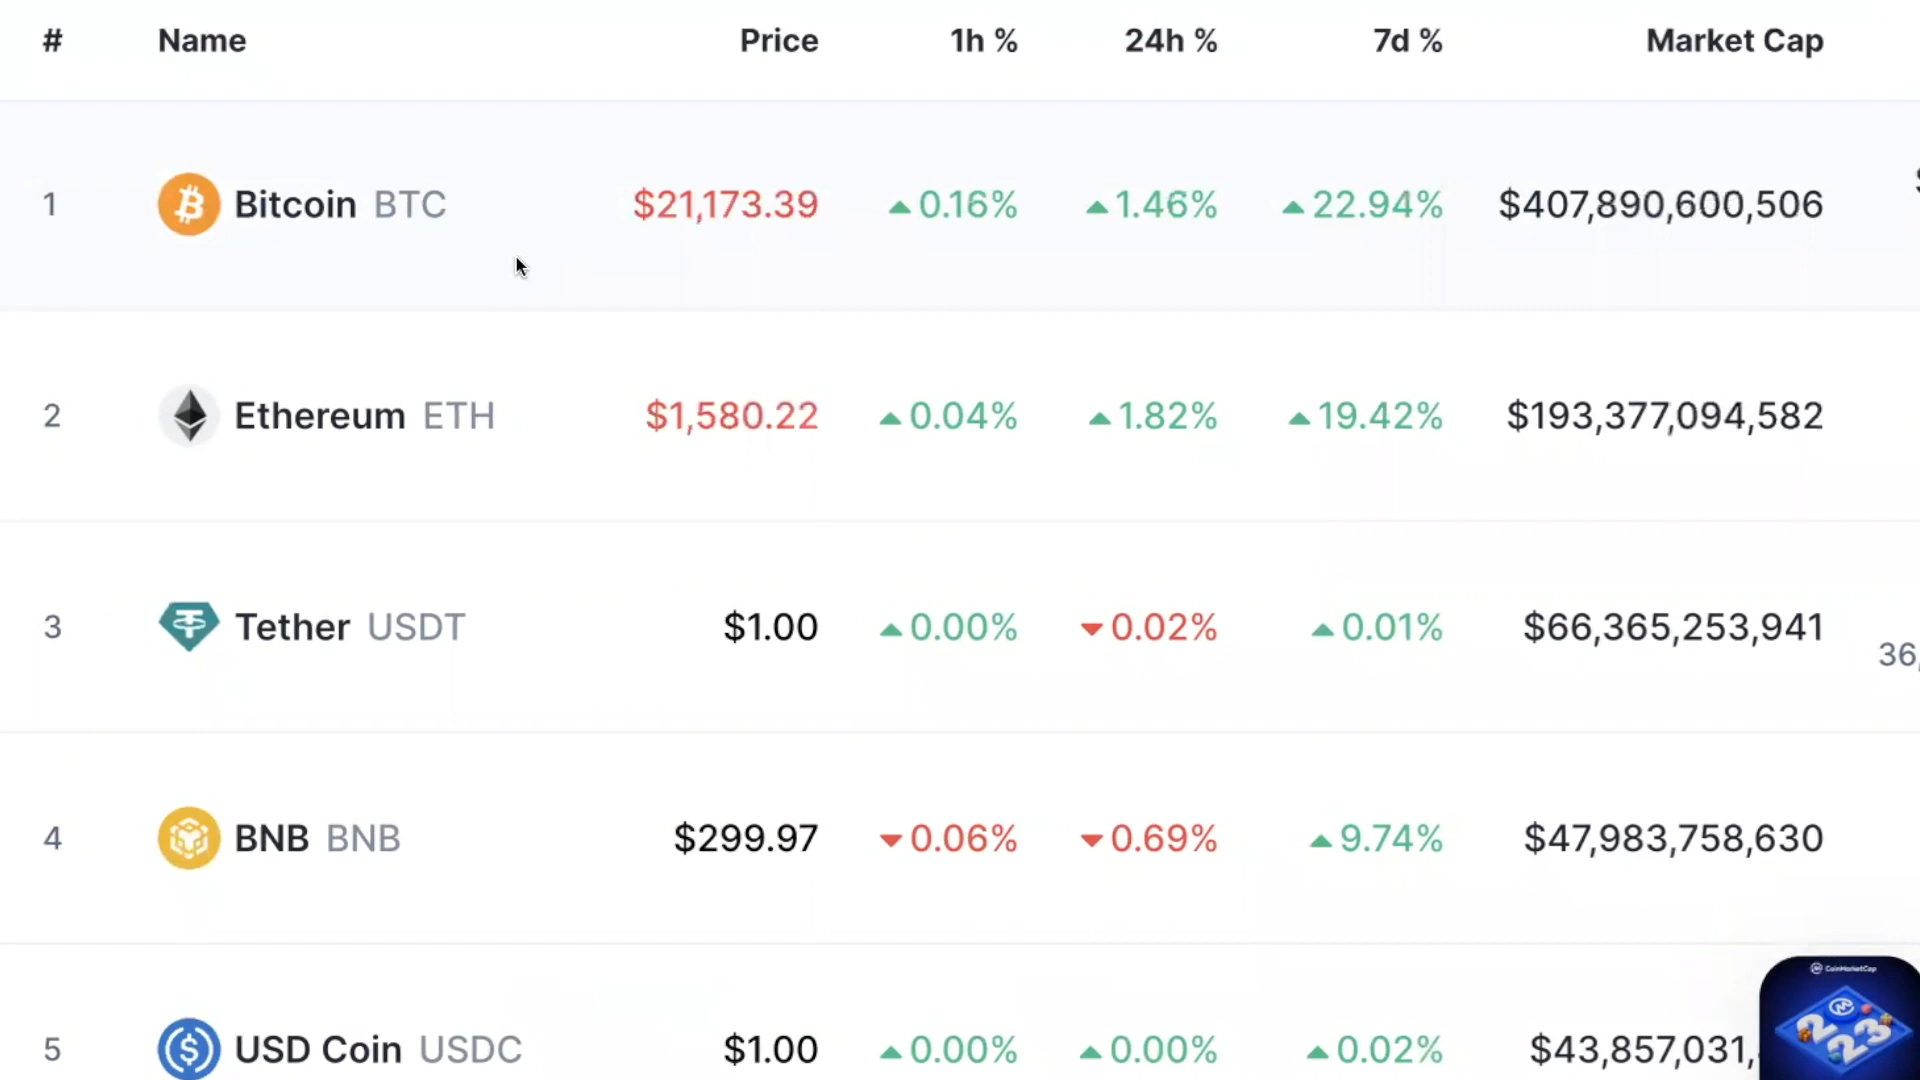 # Name Price 1h % 24h % 7d % Market Cap
1 Bitcoin BTC $21,173.39 0.16% 1.46% 22.94% $407,890,600,506
2 Ethereum ETH $1,580.22 0.04% 1.82% 19.42% $193,377,094,582
3 Tether USDT $1.00 0.00% 0.02% 0.01% $66,365,253,941
36,
4 BNB BNB $299.97 0.06% 0.69% 9.74% $47,983,758,630
CoinMarketCap
2023
5 USD Coin USDC $1.00 0.00% 0.00% 0.02% $43,857,031,